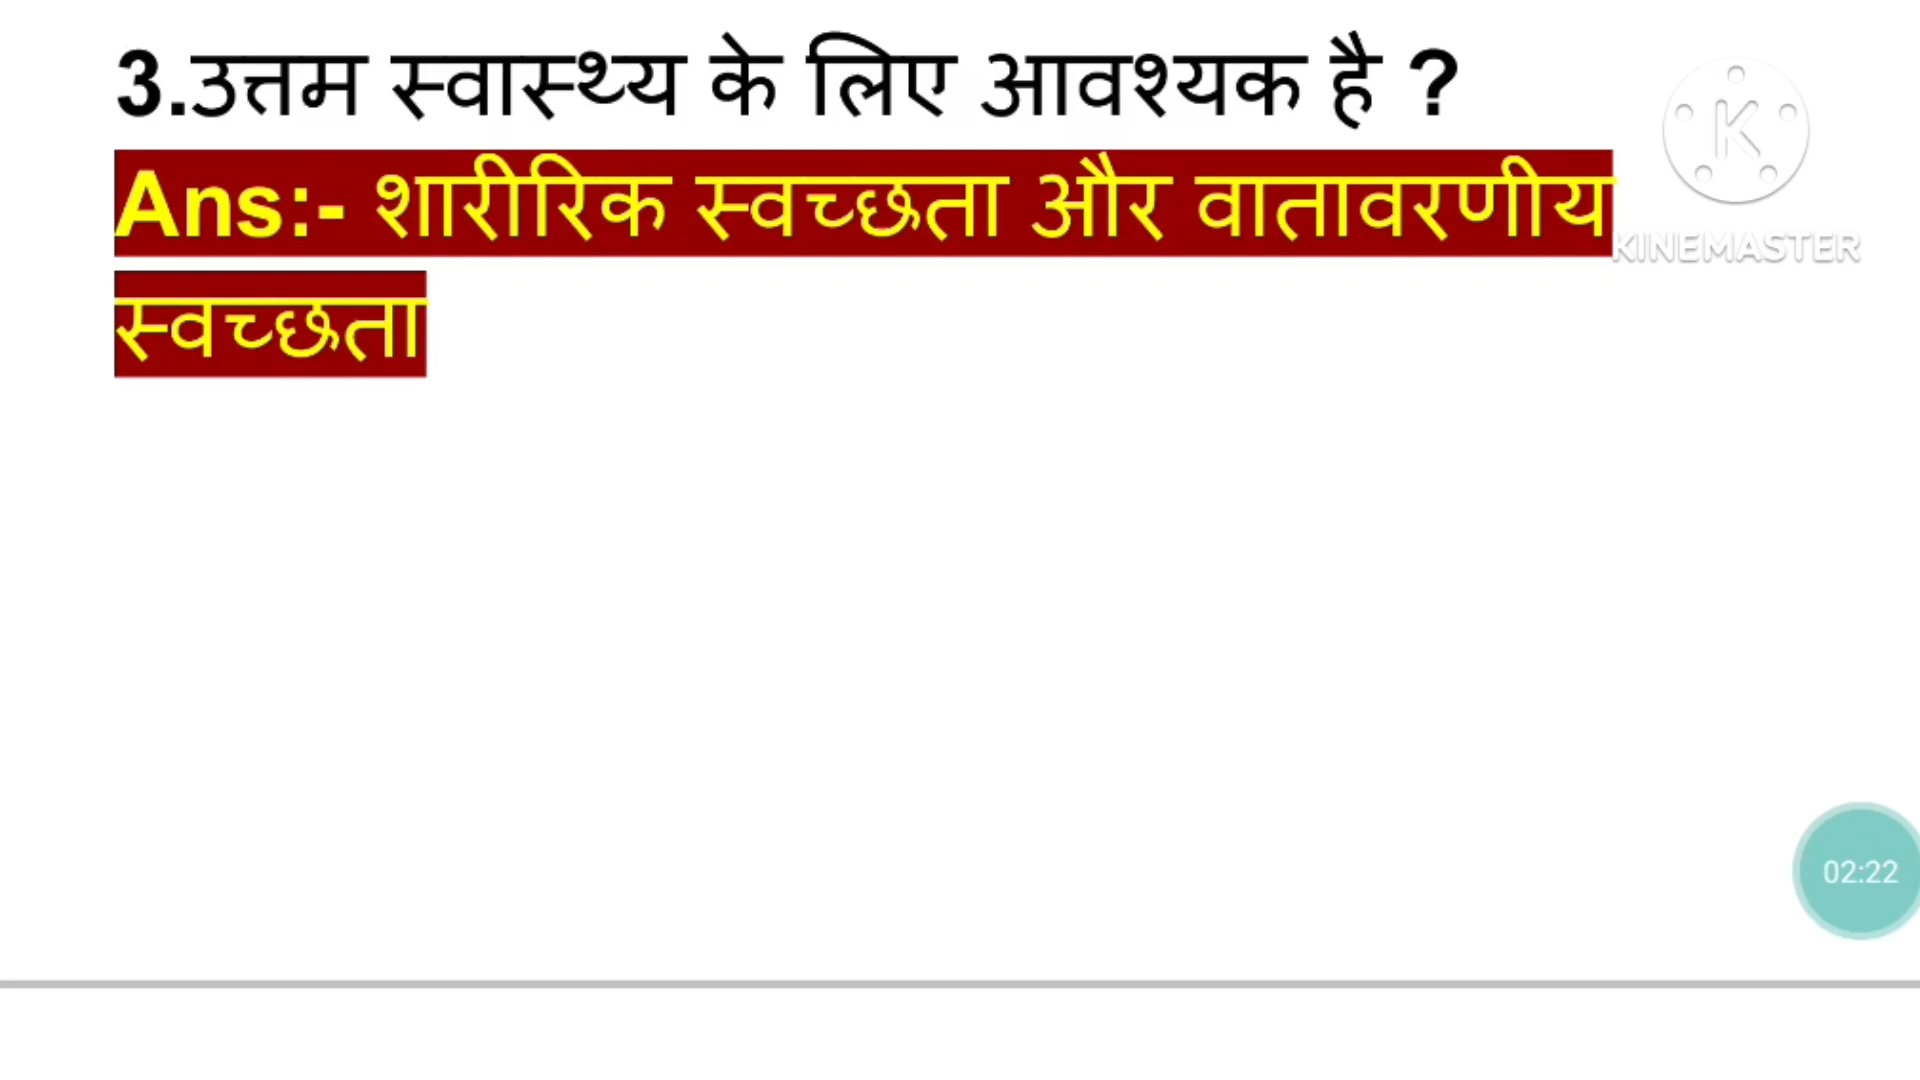 3.उत्तम स्वास्थ्य के लिए आवश्यक है ?
Ans:- शारीरिक स्वच्छता और वातावरणीय
स्वच्छता
K
KINEMASTER
02:22